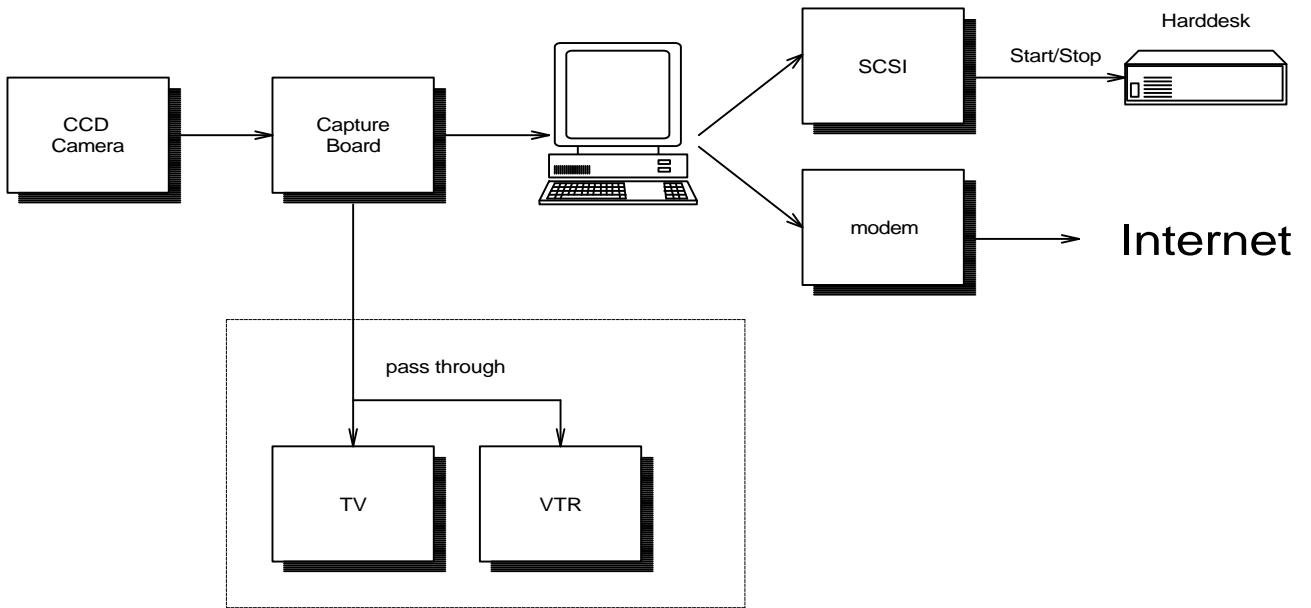 Harddesk
SCSI
Start/Stop
CCD
Camera
Capture
Board
modem
Internet
pass through
TV
VTR